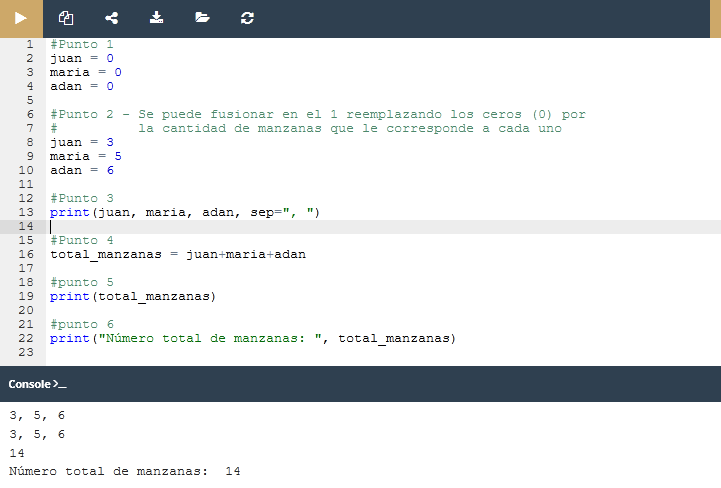 1 #Punto 1
2 juan = 0
3 maria = 0
4 adan = 0
5
6 #Punto 2 - Se puede fusionar en el 1 reemplazando los ceros (0) por
7 #          la cantidad de manzanas que le corresponde a cada uno
8 juan = 3
9 maria = 5
10 adan = 6
11
12 #Punto 3
13 print(juan, maria, adan, sep=", ")
14
15 #Punto 4
16 total_manzanas = juan+maria+adan
17
18 #punto 5
19 print(total_manzanas)
20
21 #punto 6
22 print("Número total de manzanas: ", total_manzanas)
23
Console>_
3, 5, 6
3, 5, 6
14
Número total de manzanas:  14